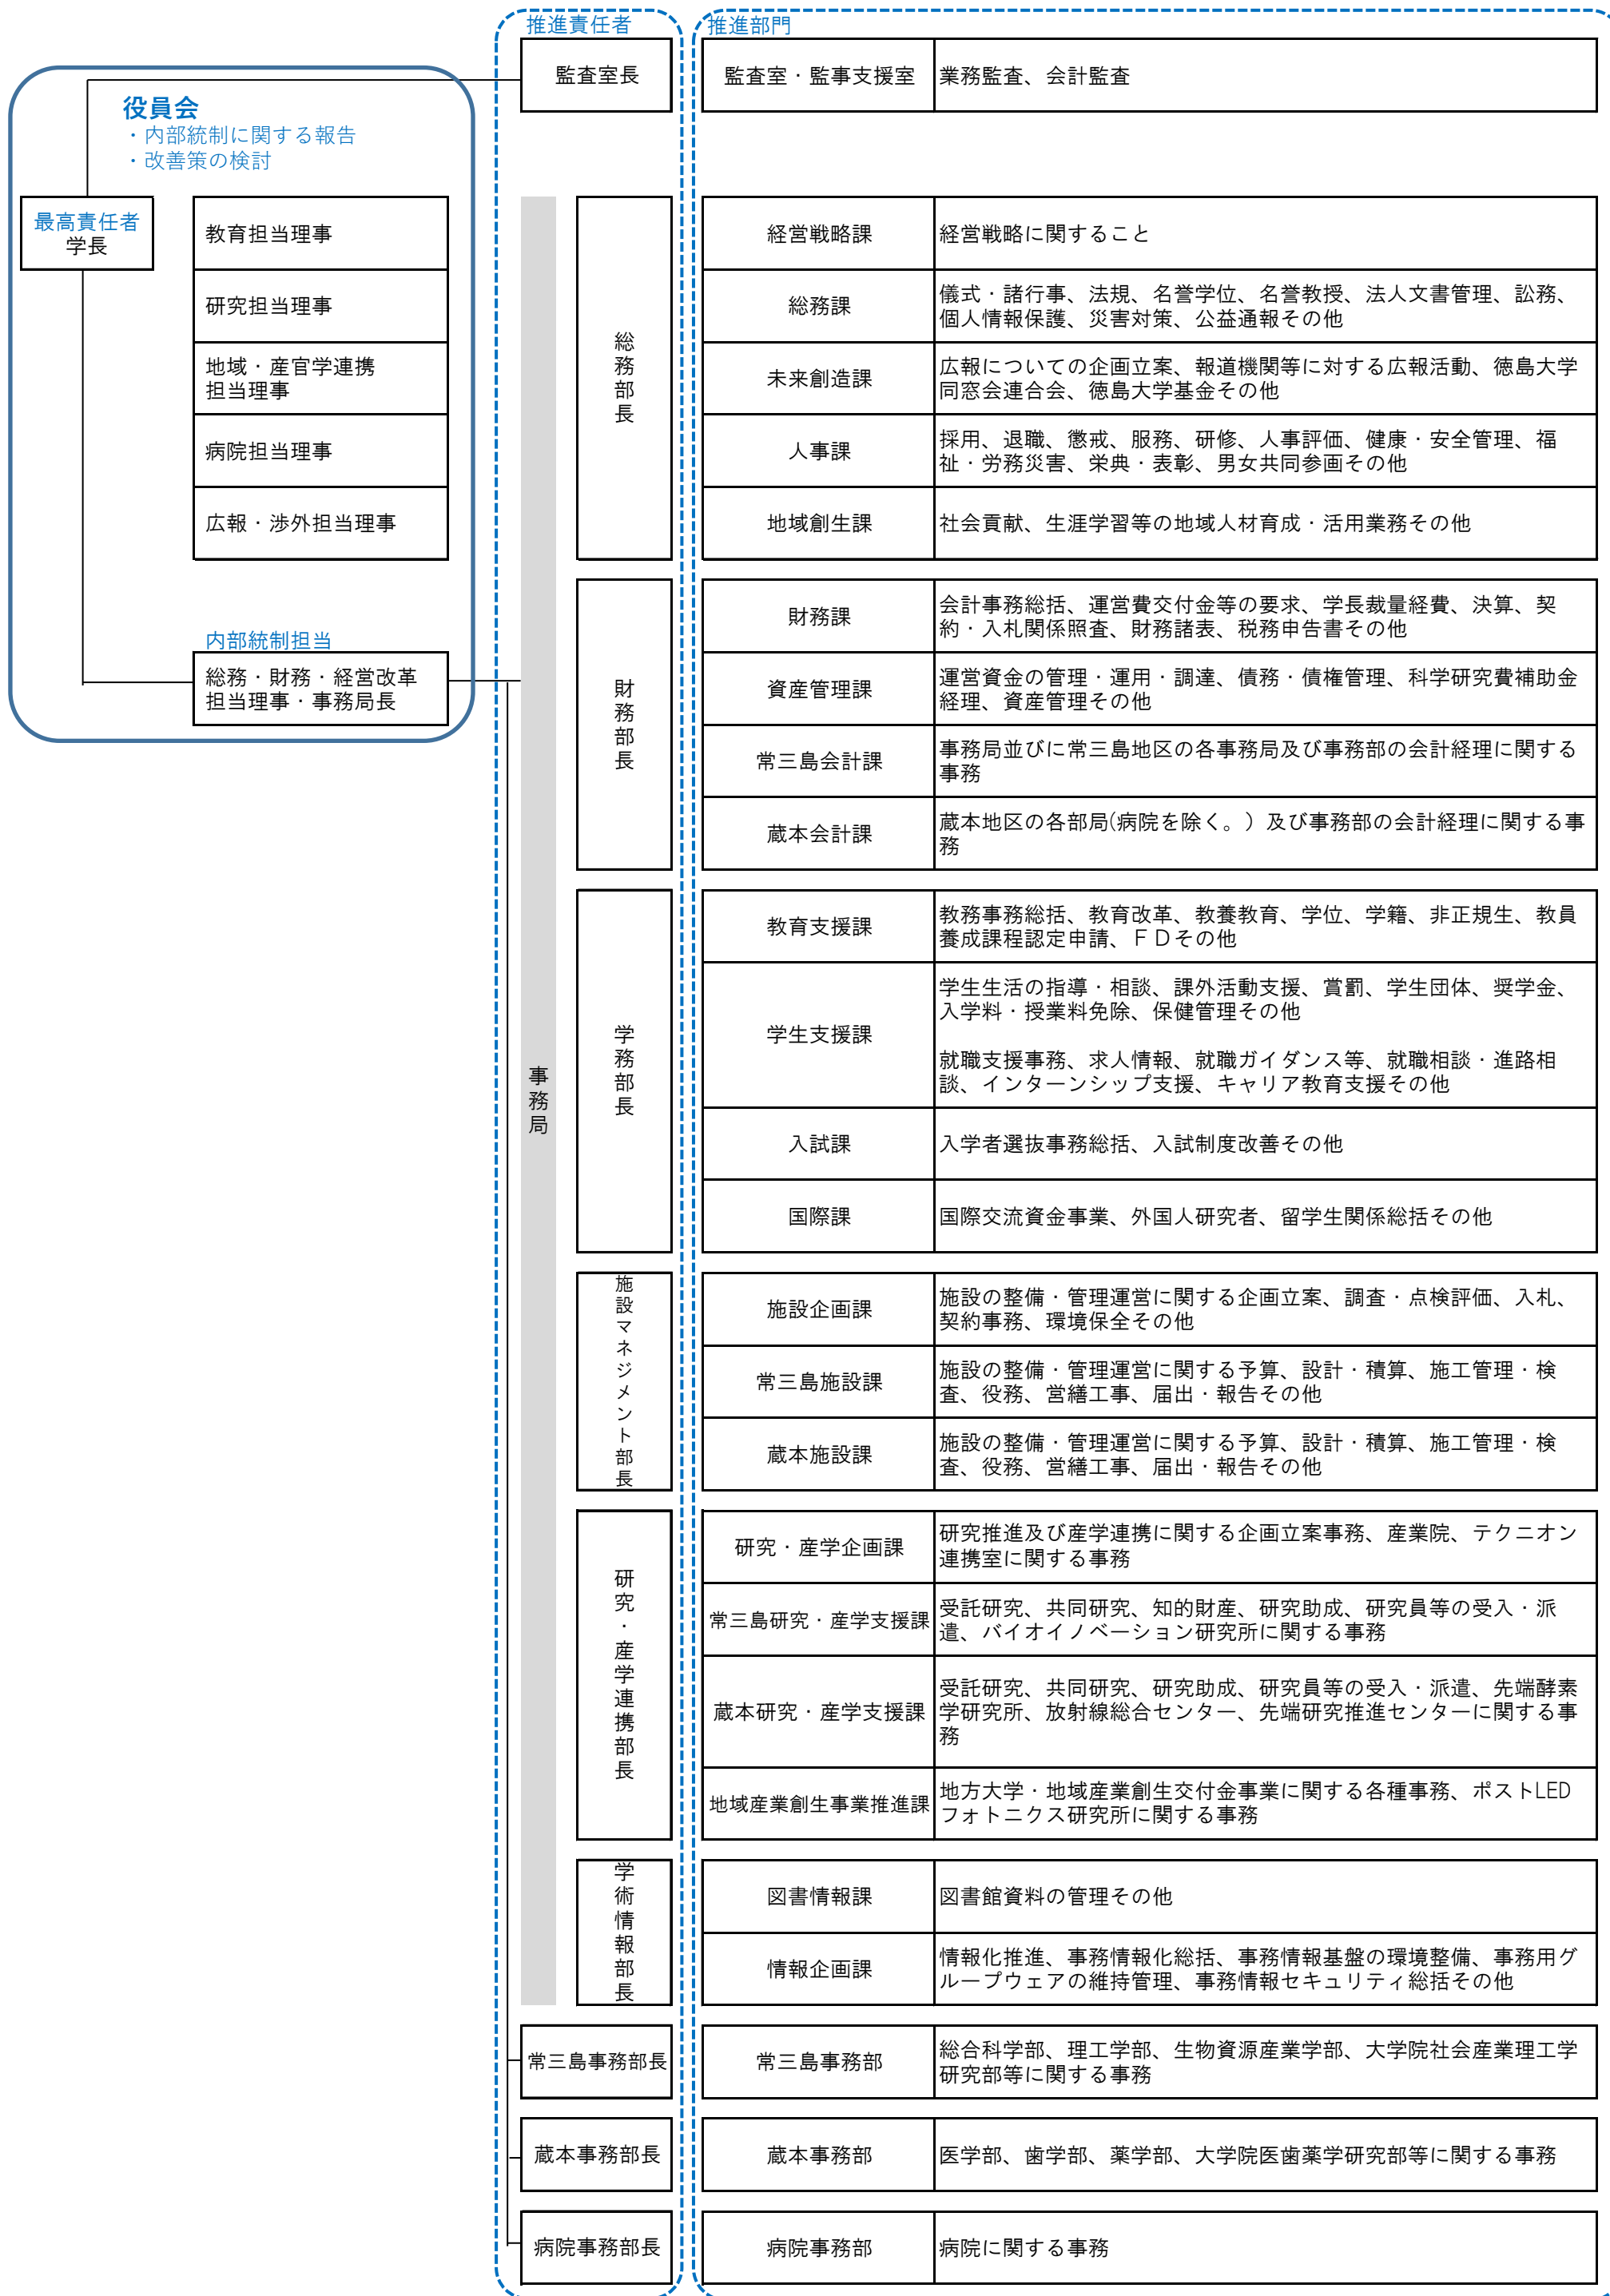 推進責任者
推進部門
監査室長
監査室・監事支援室
業務監査、会計監査
役員会
・内部統制に関する報告
・改善策の検討
最高責任者
学長
教育担当理事
研究担当理事
地域・産官学連携
担当理事
病院担当理事
広報・渉外担当理事
内部統制担当
総務・財務・経営改革
担当理事・事務局長
事務局
総務部長
経営戦略課
経営戦略に関すること
総務課
儀式・諸行事、法規、名誉学位、名誉教授、法人文書管理、訟務、
個人情報保護、災害対策、公益通報その他
未来創造課
広報についての企画立案、報道機関等に対する広報活動、徳島大学
同窓会連合会、徳島大学基金その他
人事課
採用、退職、懲戒、服務、研修、人事評価、健康・安全管理、福
祉・労務災害、栄典・表彰、男女共同参画その他
地域創生課
社会貢献、生涯学習等の地域人材育成・活用業務その他
財務部長
財務課
会計事務総括、運営費交付金等の要求、学長裁量経費、決算、契
約・入札関係照査、財務諸表、税務申告書その他
資産管理課
運営資金の管理・運用・調達、債務・債権管理、科学研究費補助金
経理、資産管理その他
常三島会計課
事務局並びに常三島地区の各事務局及び事務部の会計経理に関する
事務
蔵本会計課
蔵本地区の各部局(病院を除く。）及び事務部の会計経理に関する事
務
学務部長
教育支援課
教務事務総括、教育改革、教養教育、学位、学籍、非正規生、教員
養成課程認定申請、ＦＤその他
学生支援課
学生生活の指導・相談、課外活動支援、賞罰、学生団体、奨学金、
入学料・授業料免除、保健管理その他
就職支援事務、求人情報、就職ガイダンス等、就職相談・進路相
談、インターンシップ支援、キャリア教育支援その他
入試課
入学者選抜事務総括、入試制度改善その他
国際課
国際交流資金事業、外国人研究者、留学生関係総括その他
施設マネジメント部長
施設企画課
施設の整備・管理運営に関する企画立案、調査・点検評価、入札、
契約事務、環境保全その他
常三島施設課
施設の整備・管理運営に関する予算、設計・積算、施工管理・検
査、役務、営繕工事、届出・報告その他
蔵本施設課
施設の整備・管理運営に関する予算、設計・積算、施工管理・検
査、役務、営繕工事、届出・報告その他
研究・産学連携部長
研究・産学企画課
研究推進及び産学連携に関する企画立案事務、産業院、テクニオン
連携室に関する事務
常三島研究・産学支援課
受託研究、共同研究、知的財産、研究助成、研究員等の受入・派
遣、バイオイノベーション研究所に関する事務
蔵本研究・産学支援課
受託研究、共同研究、研究助成、研究員等の受入・派遣、先端酵素
学研究所、放射線総合センター、先端研究推進センターに関する事
務
地域産業創生事業推進課
地方大学・地域産業創生交付金事業に関する各種事務、ポストLED
フォトニクス研究所に関する事務
学術情報部長
図書情報課
図書館資料の管理その他
情報企画課
情報化推進、事務情報化総括、事務情報基盤の環境整備、事務用グ
ループウェアの維持管理、事務情報セキュリティ総括その他
常三島事務部長
常三島事務部
総合科学部、理工学部、生物資源産業学部、大学院社会産業理工学
研究部等に関する事務
蔵本事務部長
蔵本事務部
医学部、歯学部、薬学部、大学院医歯薬学研究部等に関する事務
病院事務部長
病院事務部
病院に関する事務